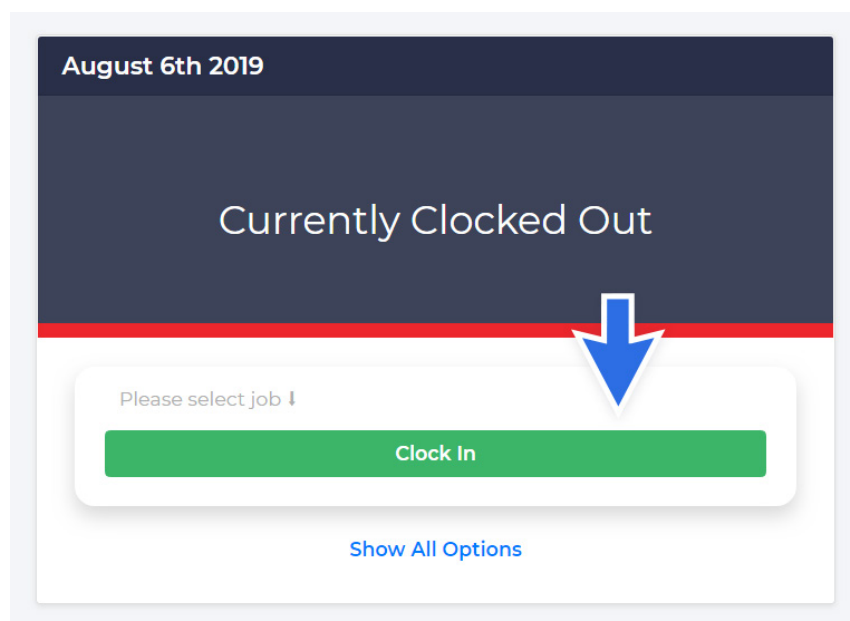 August 6th 2019
Currently Clocked Out
Please select job ⬇
Clock In
Show All Options